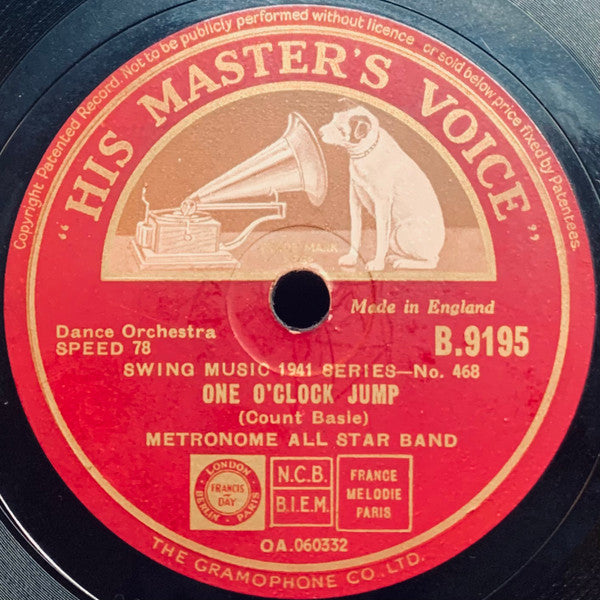 Copyright Patented Record. Not to be publicly performed without licence or sold below price fixed by Patentees.
"HIS MASTER'S VOICE"
TRADE MARK
Made in England
Dance Orchestra
SPEED 78
B.9195
SWING MUSIC 1941 SERIES—No. 468
ONE O'CLOCK JUMP
(Count Basie)
METRONOME ALL STAR BAND
LONDON
FRANCIS
DAY
BERLIN
PARIS
N.C.B.
B.I.E.M.
FRANCE
MELODIE
PARIS
OA.060332
THE GRAMOPHONE CO., LTD.